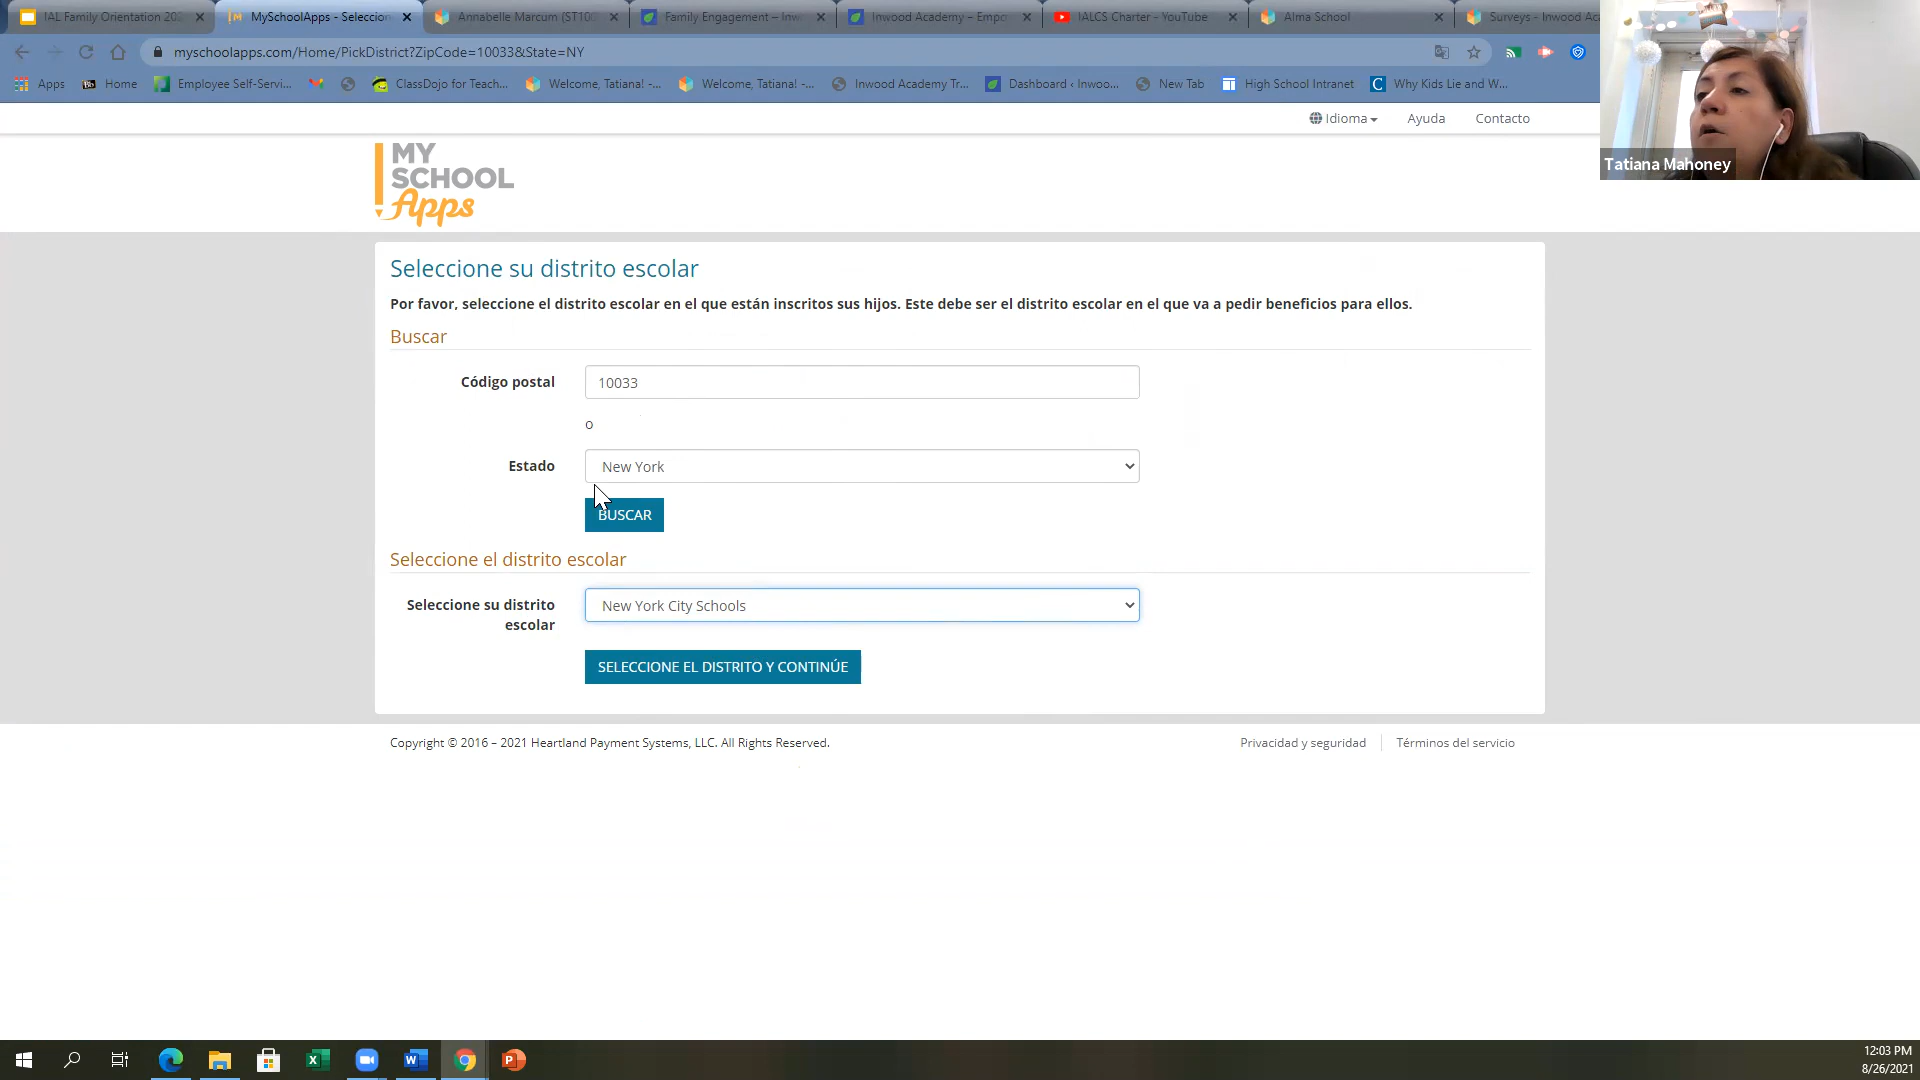 IAL Family Orientation 202
MySchoolApps - Seleccion
Annabelle Marcum (ST100
Family Engagement – Inw
Inwood Academy – Empo
IALCS Charter - YouTube
Alma School
Surveys - Inwood Aca
myschoolapps.com/Home/PickDistrict?ZipCode=10033&State=NY
Apps
Home
Employee Self-Servi...
ClassDojo for Teach...
Welcome, Tatiana! -...
Welcome, Tatiana! -...
Inwood Academy Tr...
Dashboard ‹ Inwoo...
New Tab
High School Intranet
Why Kids Lie and W...
Tatiana Mahoney
Idioma
Ayuda
Contacto
MY
SCHOOL
Apps
Seleccione su distrito escolar
Por favor, seleccione el distrito escolar en el que están inscritos sus hijos. Este debe ser el distrito escolar en el que va a pedir beneficios para ellos.
Buscar
Código postal
10033
o
Estado
New York
BUSCAR
Seleccione el distrito escolar
Seleccione su distrito
escolar
New York City Schools
SELECCIONE EL DISTRITO Y CONTINÚE
Copyright © 2016 – 2021 Heartland Payment Systems, LLC. All Rights Reserved.
Privacidad y seguridad
Términos del servicio
12:03 PM
8/26/2021